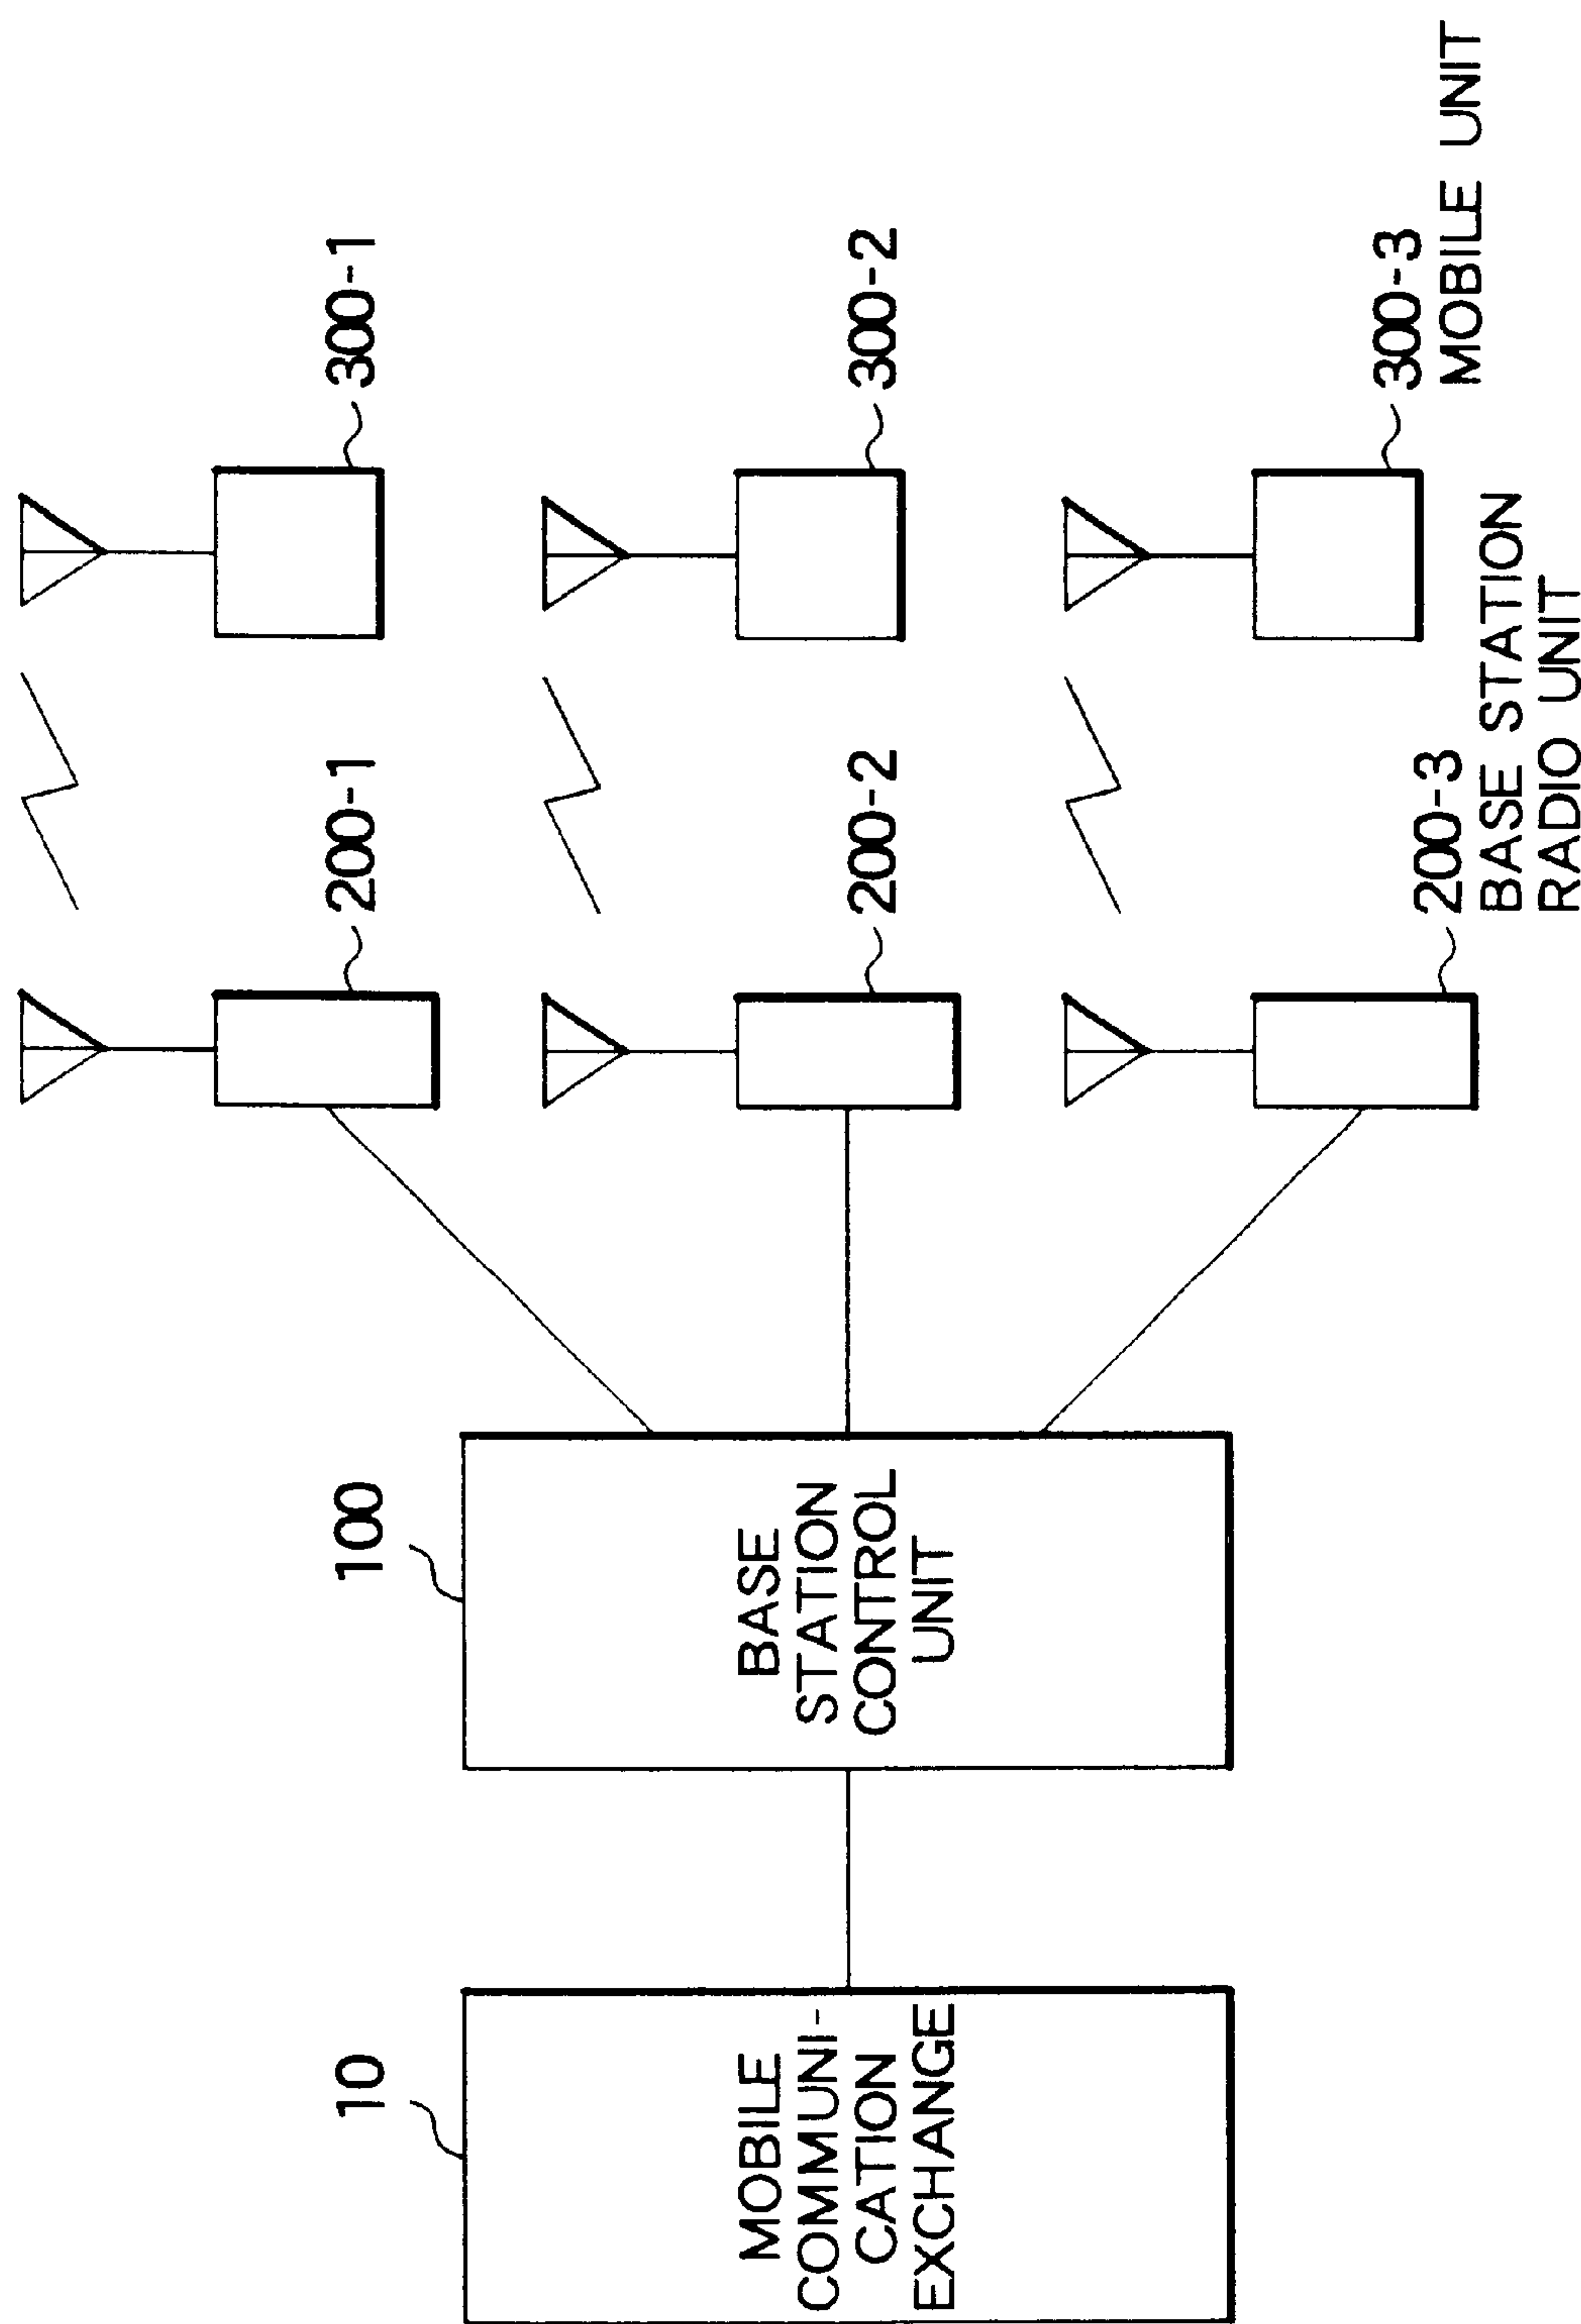 10
MOBILE
COMMUNI-
CATION
EXCHANGE
100
BASE
STATION
CONTROL
UNIT
200-1
200-2
200-3
BASE STATION
RADIO UNIT
300-1
300-2
300-3
MOBILE UNIT